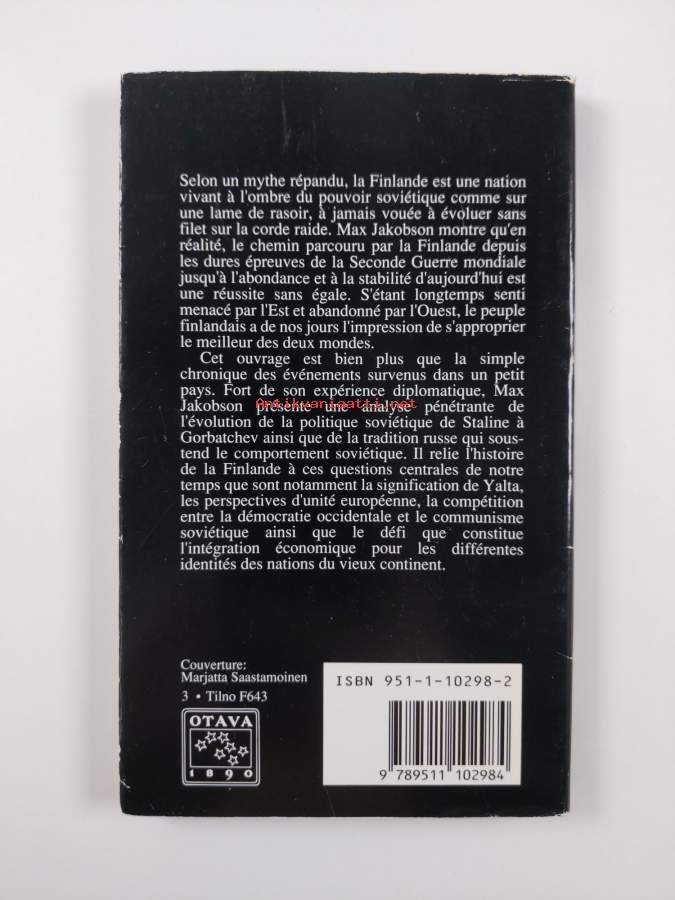 Selon un mythe répandu, la Finlande est une nation
vivant à l'ombre du pouvoir soviétique comme sur
une lame de rasoir, à jamais vouée à évoluer sans
filet sur la corde raide. Max Jakobson montre qu'en
réalité, le chemin parcouru par la Finlande depuis
les dures épreuves de la Seconde Guerre mondiale
jusqu'à l'abondance et à la stabilité d'aujourd'hui est
une réussite sans égale. S'étant longtemps senti
menacé par l'Est et abandonné par l'Ouest, le peuple
finlandais a de nos jours l'impression de s'approprier
le meilleur des deux mondes.
Cet ouvrage est bien plus que la simple
chronique des événements survenus dans un petit
pays. Fort de son expérience diplomatique, Max
Jakobson présente une analyse pénétrante de
l'évolution de la politique soviétique de Staline à
Gorbatchev ainsi que de la tradition russe qui sous-
tend le comportement soviétique. Il relie l'histoire
de la Finlande à ces questions centrales de notre
temps que sont notamment la signification de Yalta,
les perspectives d'unité européenne, la compétition
entre la démocratie occidentale et le communisme
soviétique ainsi que le défi que constitue
l'intégration économique pour les différentes
identités des nations du vieux continent.
Antikvariaatti.net
Couverture:
Marjatta Saastamoinen
3 • Tilno F643
OTAVA
1890
ISBN 951-1-10298-2
9 789511 102984